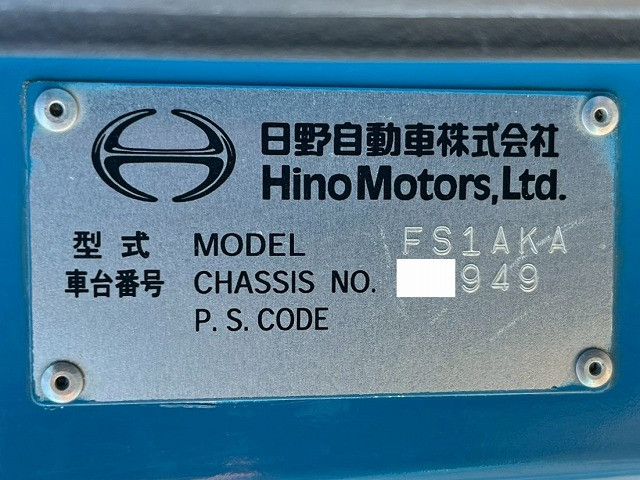 日野自動車株式会社
Hino Motors, Ltd.
型式 MODEL FS1AKA
車台番号 CHASSIS NO. 949
P.S.CODE